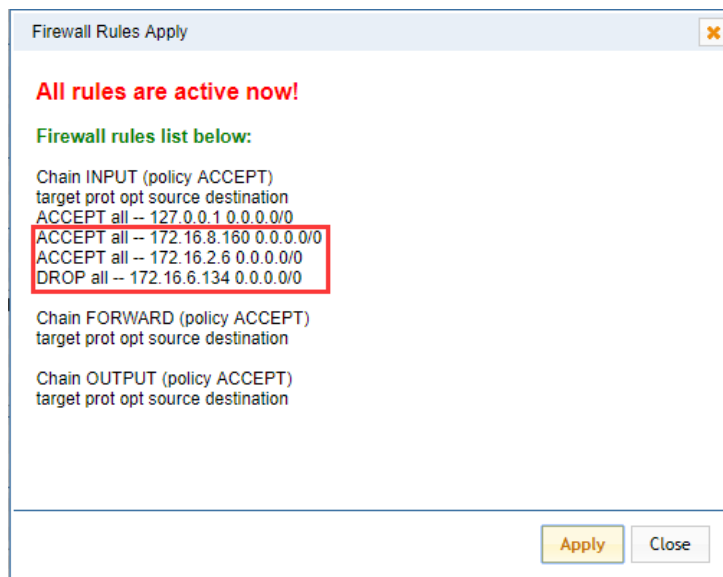 Firewall Rules Apply
All rules are active now!
Firewall rules list below:
Chain INPUT (policy ACCEPT)
target prot opt source destination
ACCEPT all -- 127.0.0.1 0.0.0.0/0
ACCEPT all -- 172.16.8.160 0.0.0.0/0
ACCEPT all -- 172.16.2.6 0.0.0.0/0
DROP all -- 172.16.6.134 0.0.0.0/0
Chain FORWARD (policy ACCEPT)
target prot opt source destination
Chain OUTPUT (policy ACCEPT)
target prot opt source destination
Apply Close